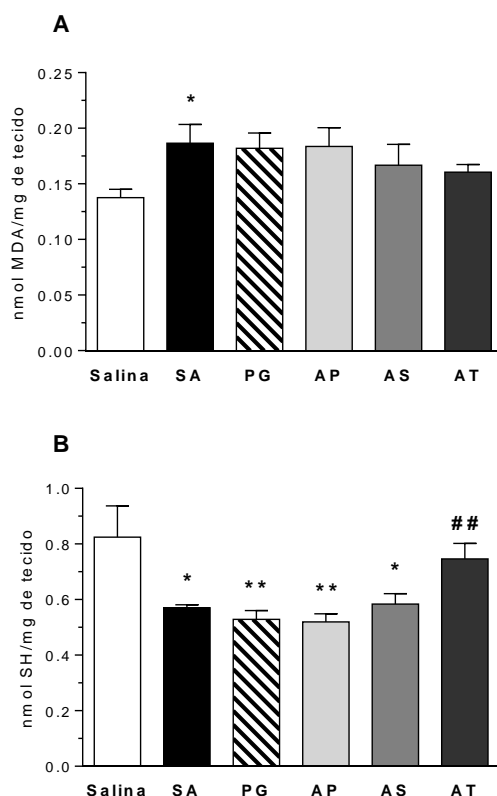 A
nmol MDA/mg de tecido
0.25
0.20
0.15
0.10
0.05
0.00
*
Salina SA PG AP AS AT
B
nmol SH/mg de tecido
1.0
0.8
0.6
0.4
0.2
0.0
* ** ** * ##
Salina SA PG AP AS AT